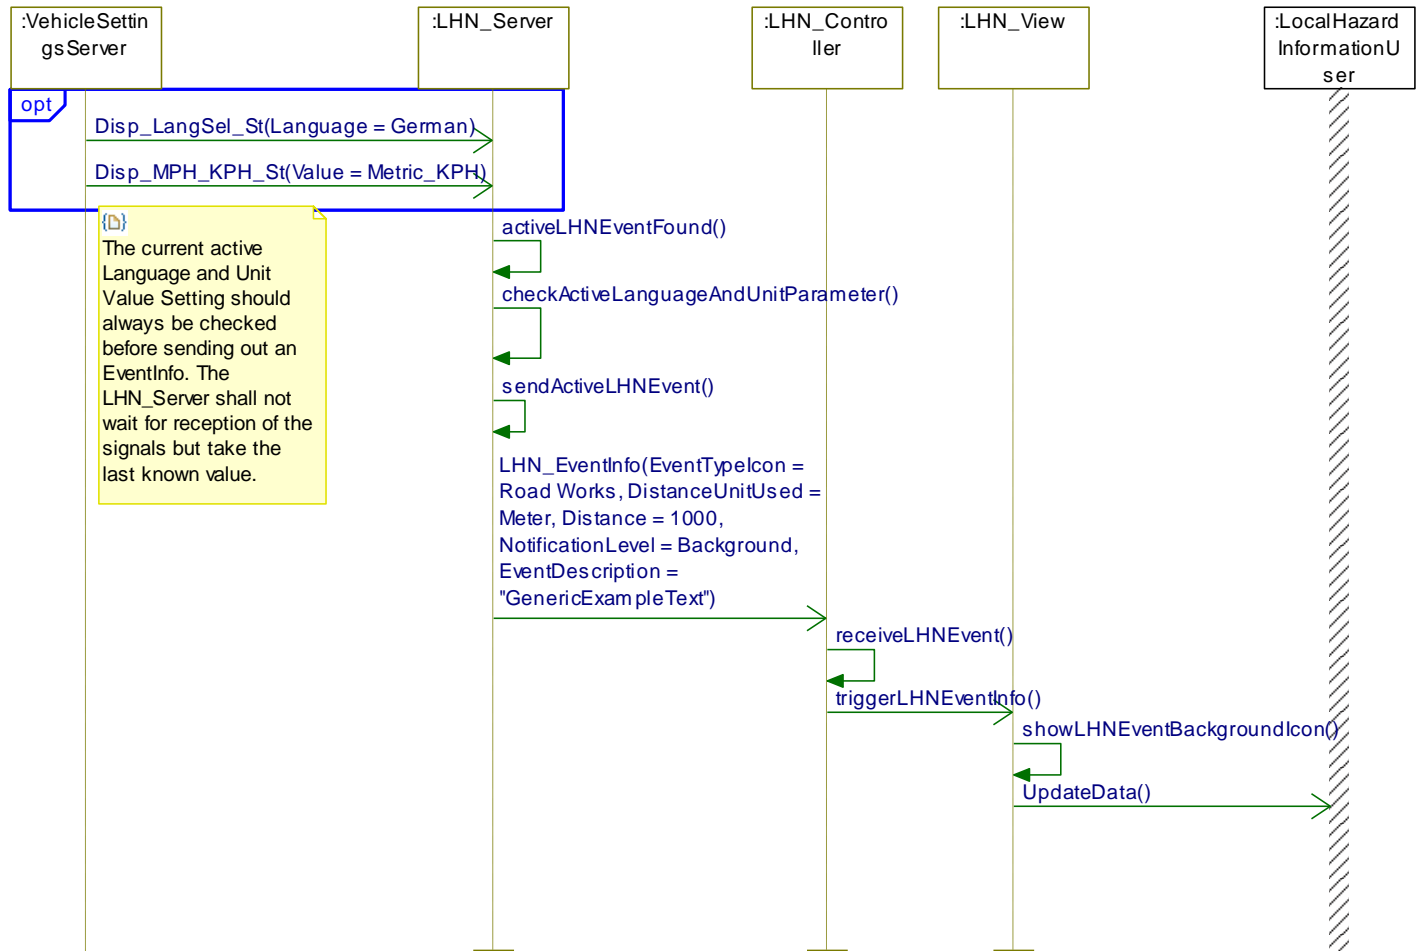 :VehicleSettin
gsServer
:LHN_Server
:LHN_Contro
ller
:LHN_View
:LocalHazard
InformationU
ser
opt
Disp_LangSel_St(Language = German)
Disp_MPH_KPH_St(Value = Metric_KPH)
The current active
Language and Unit
Value Setting should
always be checked
before sending out an
EventInfo. The
LHN_Server shall not
wait for reception of the
signals but take the
last known value.
activeLHNEventFound()
checkActiveLanguageAndUnitParameter()
sendActiveLHNEvent()
LHN_EventInfo(EventTypeIcon =
Road Works, DistanceUnitUsed =
Meter, Distance = 1000,
NotificationLevel = Background,
EventDescription =
"GenericExampleText")
receiveLHNEvent()
triggerLHNEventInfo()
showLHNEventBackgroundIcon()
UpdateData()